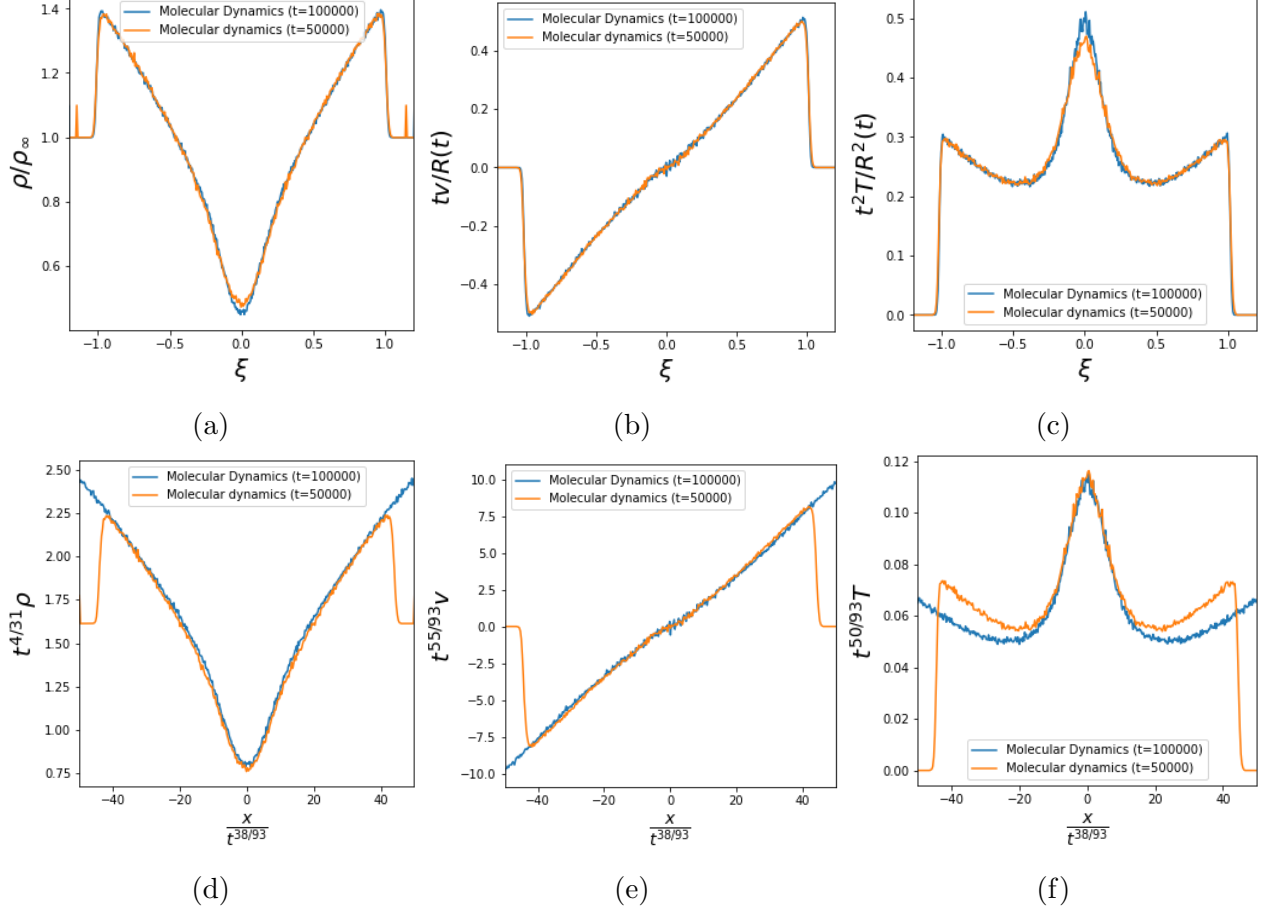 1.4
1.2
1.0
0.8
0.6
ρ/ρ∞
Molecular Dynamics (t=100000)
Molecular dynamics (t=50000)
−1.0 −0.5 0.0 0.5 1.0
ξ
(a)
0.4
0.2
0.0
−0.2
−0.4
tv/R(t)
Molecular Dynamics (t=100000)
Molecular dynamics (t=50000)
−1.0 −0.5 0.0 0.5 1.0
ξ
(b)
0.5
0.4
0.3
0.2
0.1
0.0
t²T/R²(t)
Molecular Dynamics (t=100000)
Molecular dynamics (t=50000)
−1.0 −0.5 0.0 0.5 1.0
ξ
(c)
2.50
2.25
2.00
1.75
1.50
1.25
1.00
0.75
t^{4/31}ρ
Molecular Dynamics (t=100000)
Molecular dynamics (t=50000)
−40 −20 0 20 40
x
t^{38/93}
(d)
10.0
7.5
5.0
2.5
0.0
−2.5
−5.0
−7.5
−10.0
t^{55/93}v
Molecular Dynamics (t=100000)
Molecular dynamics (t=50000)
−40 −20 0 20 40
x
t^{38/93}
(e)
0.12
0.10
0.08
0.06
0.04
0.02
0.00
t^{50/93}T
Molecular Dynamics (t=100000)
Molecular dynamics (t=50000)
−40 −20 0 20 40
x
t^{38/93}
(f)